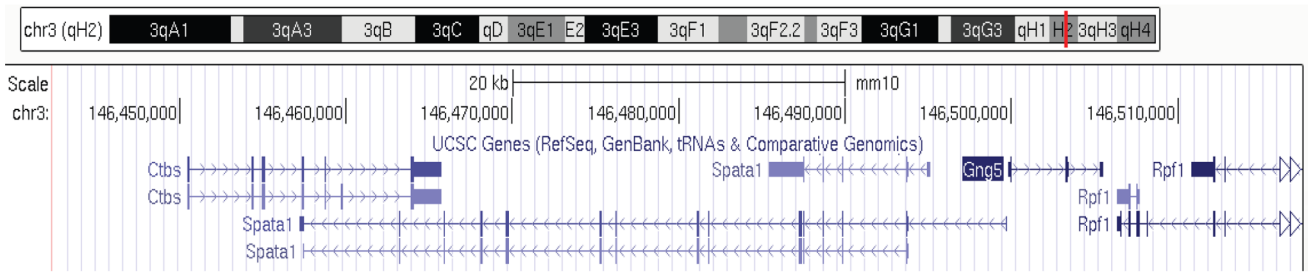 chr3 (qH2) 3qA1 3qA3 3qB 3qC qD 3qE1 E2 3qE3 3qF1 3qF2.2 3qF3 3qG1 3qG3 qH1 H2 3qH3 qH4
Scale 20 kb mm10
chr3: 146,450,000 146,460,000 146,470,000 146,480,000 146,490,000 146,500,000 146,510,000
UCSC Genes (RefSeq, GenBank, tRNAs & Comparative Genomics)
Ctbs Spata1 Gng5 Rpf1
Ctbs Rpf1
Spata1 Rpf1
Spata1